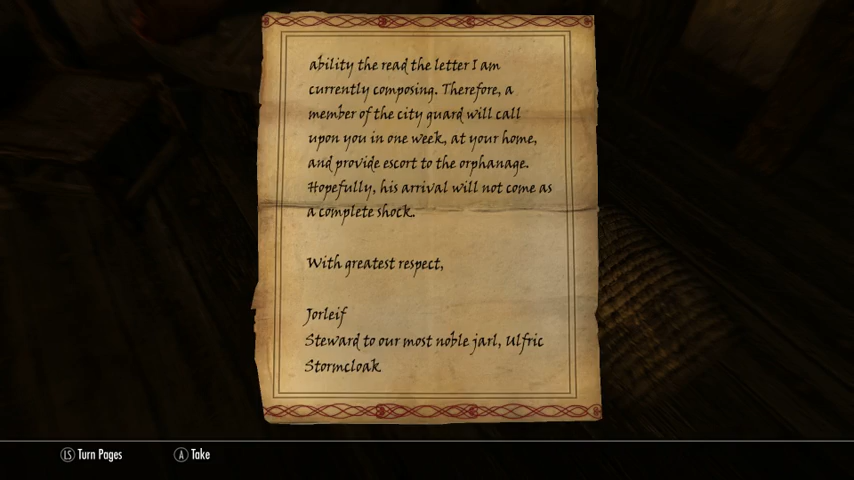 ability the read the letter I am
currently composing. Therefore, a
member of the city guard will call
upon you in one week, at your home,
and provide escort to the orphanage.
Hopefully, his arrival will not come as
a complete shock.
With greatest respect,
Jorleif
Steward to our most noble jarl, Ulfric
Stormcloak
LS Turn Pages
A Take